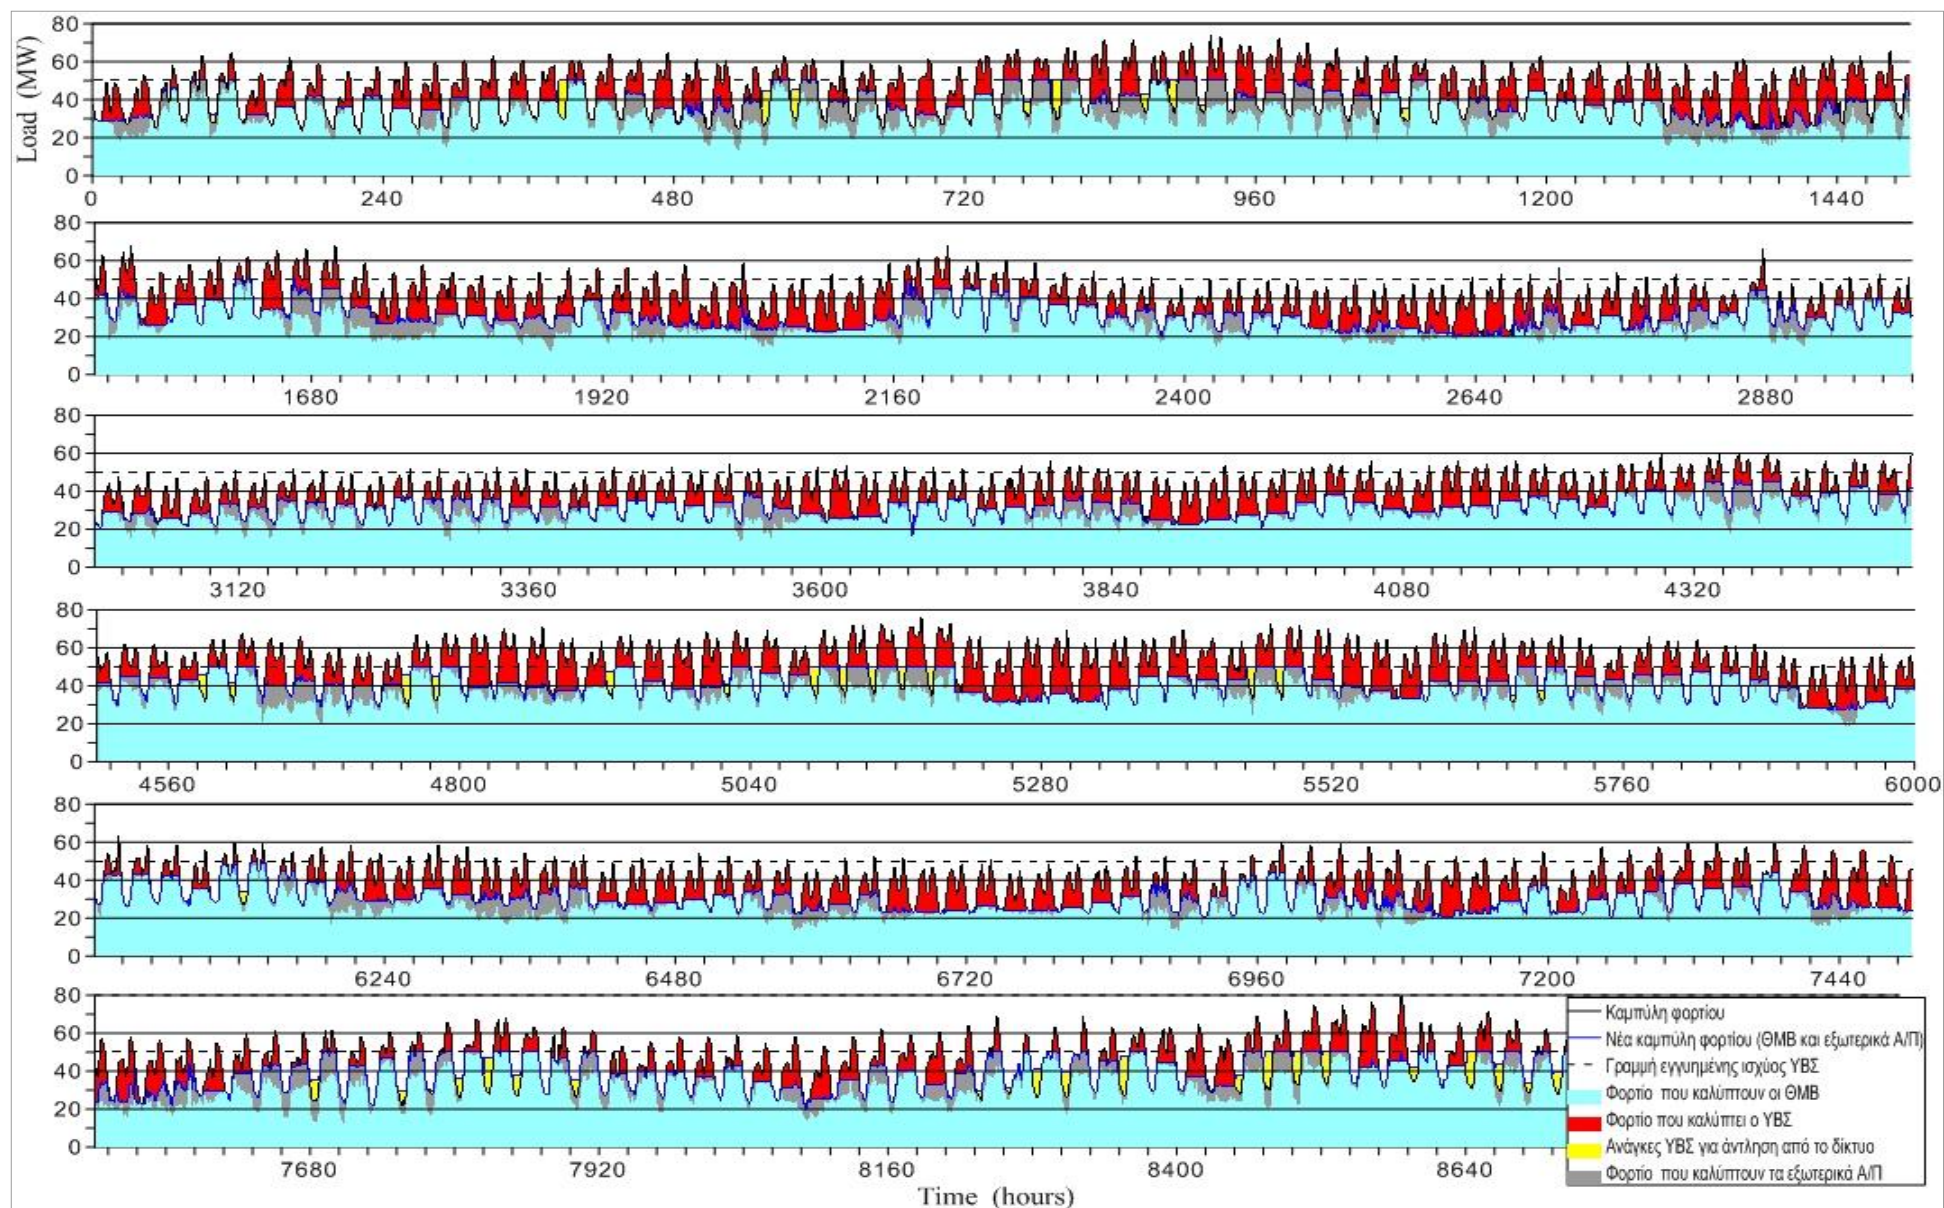 Load (MW)
80
60
40
20
0
0 240 480 720 960 1200 1440
80
60
40
20
0
1680 1920 2160 2400 2640 2880
80
60
40
20
0
3120 3360 3600 3840 4080 4320
80
60
40
20
0
4560 4800 5040 5280 5520 5760 6000
80
60
40
20
0
6240 6480 6720 6960 7200 7440
80
60
40
20
0
7680 7920 8160 8400 8640
Time (hours)
Καμπύλη φορτίου
Νέα καμπύλη φορτίου (ΘΜΒ και εξωτερικά Α/Π)
Γραμμή εγγυημένης ισχύος ΥΒΣ
Φορτίο που καλύπτουν οι ΘΜΒ
Φορτίο που καλύπτει ο ΥΒΣ
Ανάγκες ΥΒΣ για άντληση από το δίκτυο
Φορτίο που καλύπτουν τα εξωτερικά Α/Π